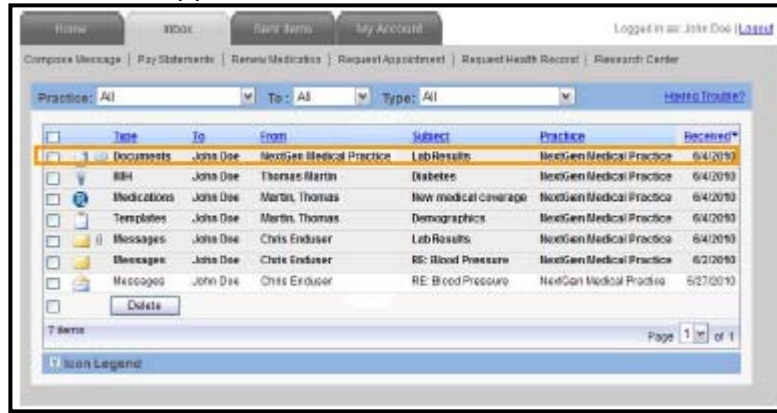 Home Inbox Sent Items My Account Logged in as: John Doe | Logout
Compose Message | Pay Statements | Renew Medication | Request Appointment | Request Health Record | Research Center
Practice: All To : All Type: All Having Trouble?
Type To From Subject Practice Received
Documents John Doe NextGen Medical Practice Lab Results NextGen Medical Practice 6/4/2010
John Doe Thomas Martin Diabetes NextGen Medical Practice 6/4/2010
Medications John Doe Martin, Thomas New medical coverage NextGen Medical Practice 6/4/2010
Templates John Doe Martin, Thomas Demographics NextGen Medical Practice 6/4/2010
Messages John Doe Chris Enduser Lab Results NextGen Medical Practice 6/4/2010
Messages John Doe Chris Enduser RE: Blood Pressure NextGen Medical Practice 6/2/2010
Messages John Doe Chris Enduser RE: Blood Pressure NextGen Medical Practice 5/27/2010
Delete
7 items Page 1 of 1
? Icon Legend